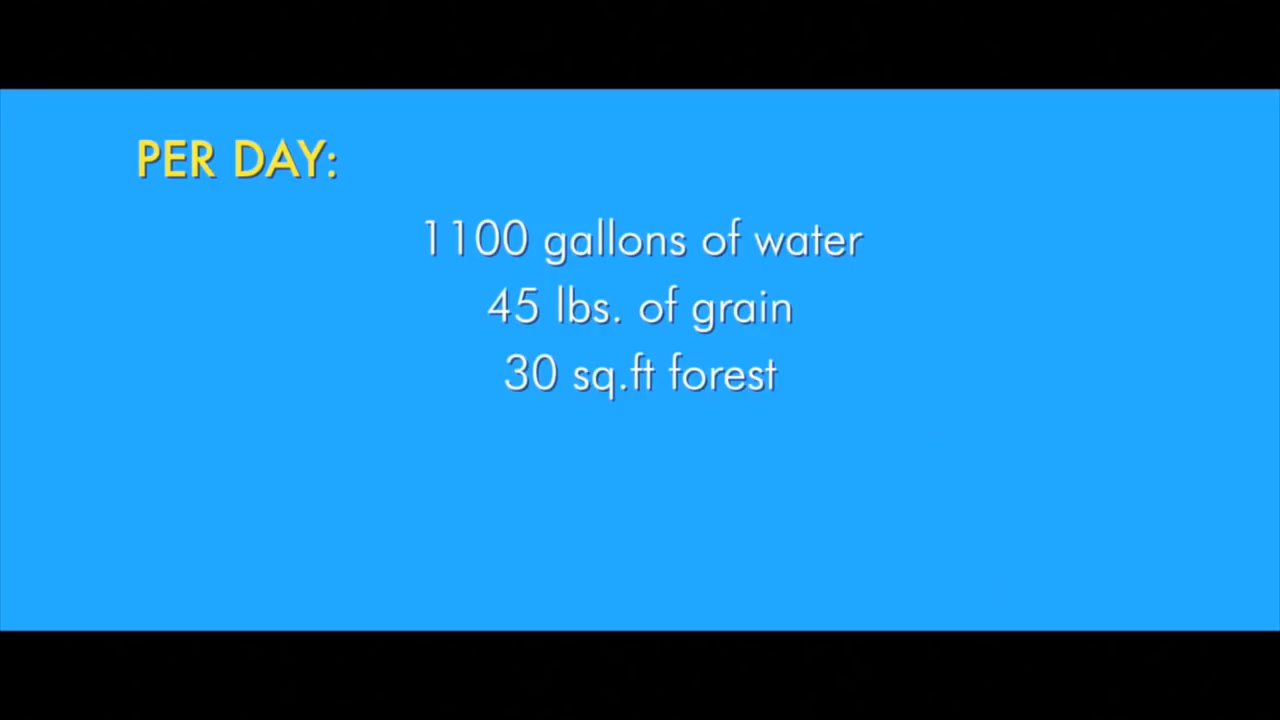 PER DAY:
1100 gallons of water
45 lbs. of grain
30 sq.ft forest